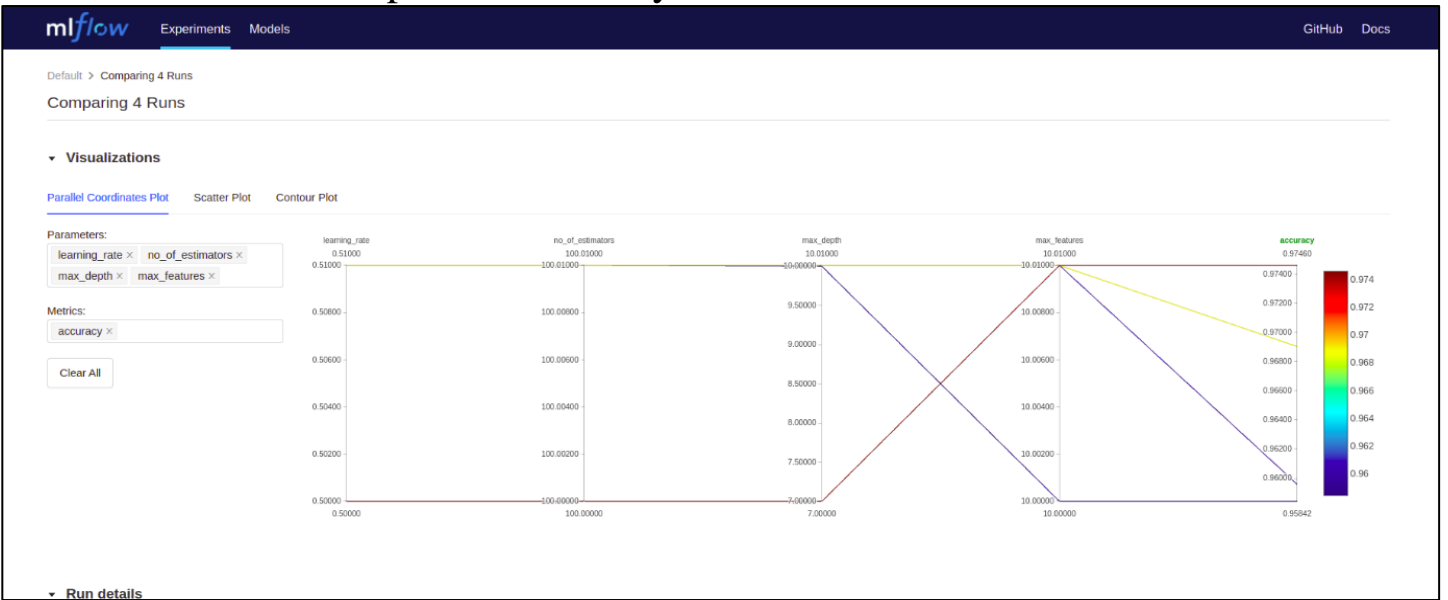 mlflow Experiments Models GitHub Docs
Default > Comparing 4 Runs
Comparing 4 Runs
Visualizations
Parallel Coordinates Plot Scatter Plot Contour Plot
Parameters:
learning_rate × no_of_estimators ×
max_depth × max_features ×
Metrics:
accuracy ×
Clear All
learning_rate no_of_estimators max_depth max_features accuracy
0.51000 100.01000 10.01000 10.01000 0.97460
0.51000 100.01000 10.00000 10.01000 0.97400 0.974
9.50000 0.97200 0.972
0.50800 100.00800 10.00800 0.97000 0.97
9.00000
0.50600 100.00600 10.00600 0.96800 0.968
8.50000 0.96600 0.966
0.50400 100.00400 10.00400
8.00000 0.96400 0.964
0.50200 100.00200 10.00200 0.96200 0.962
7.50000 0.96000 0.96
0.50000 100.00000 7.00000 10.00000
0.50000 100.00000 7.00000 10.00000 0.95842
Run details